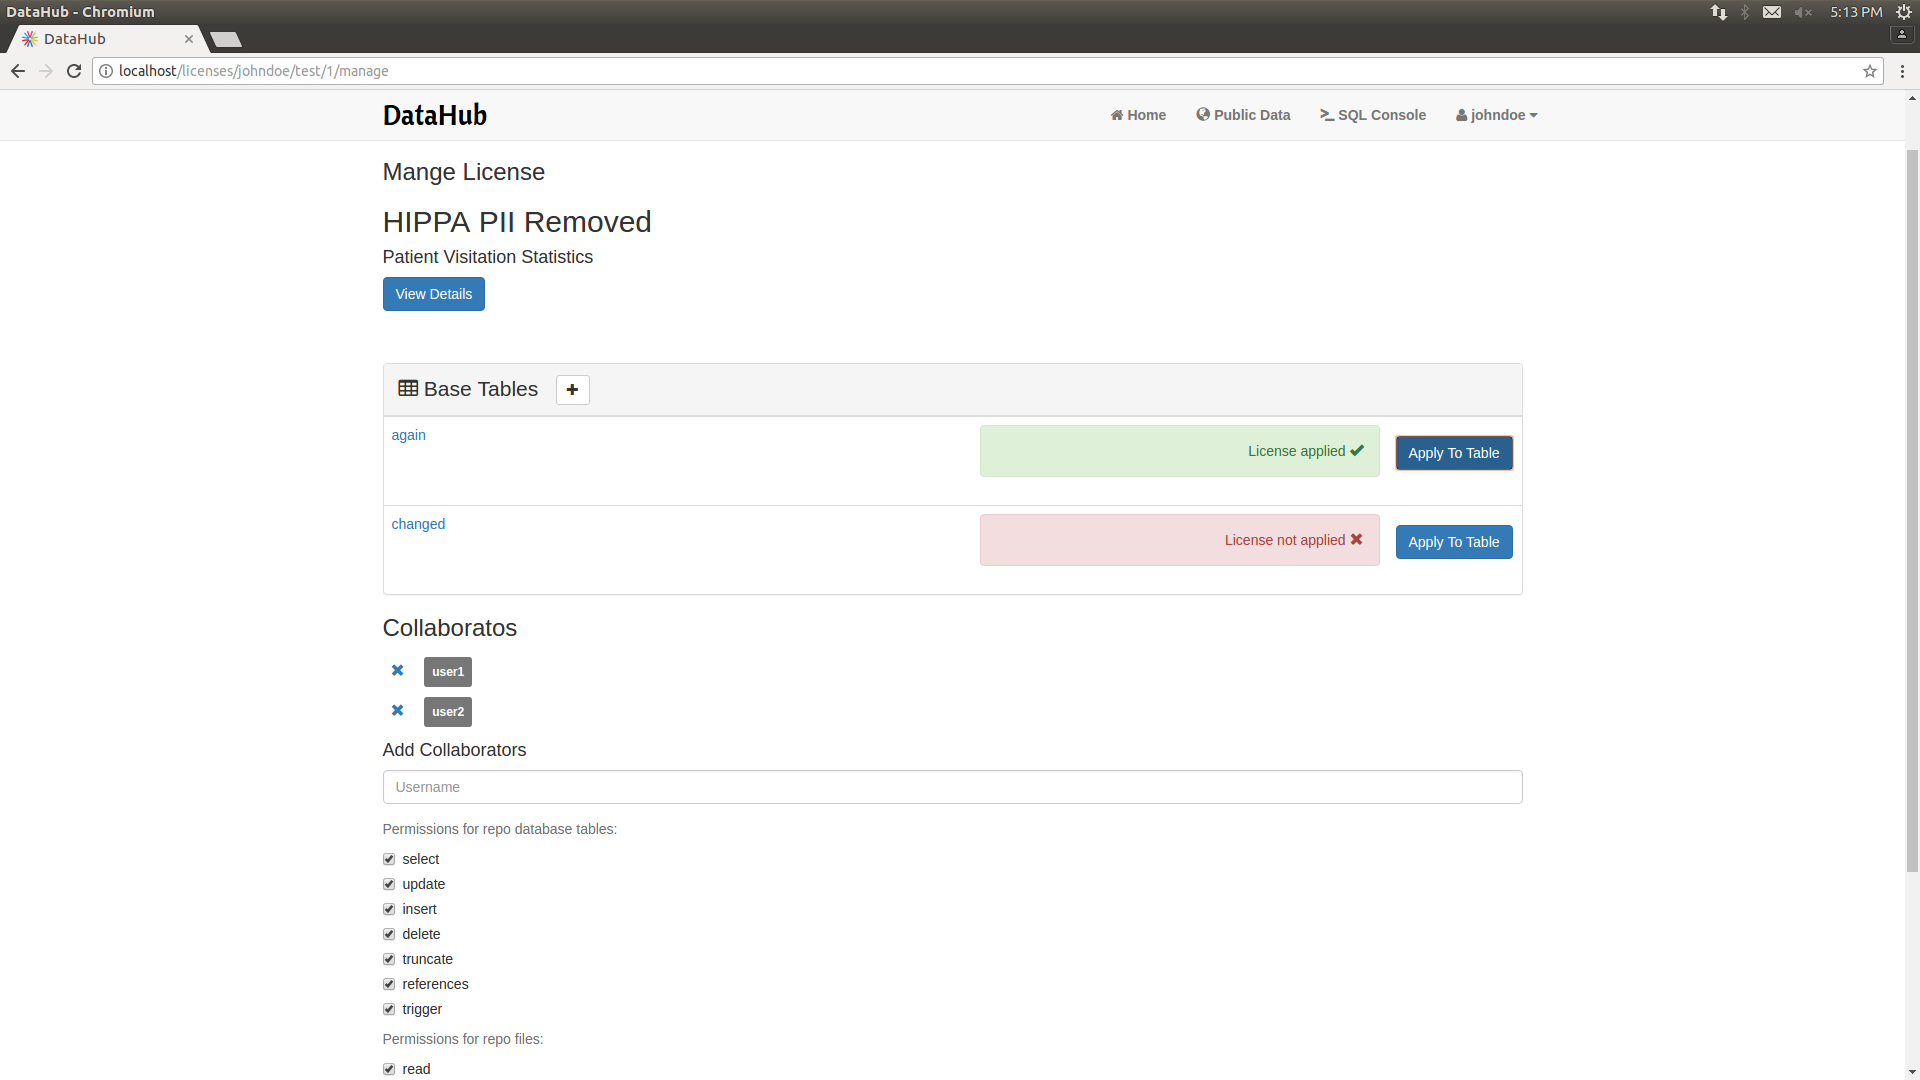 DataHub - Chromium
5:13 PM
DataHub
localhost/licenses/johndoe/test/1/manage
DataHub
Home
Public Data
SQL Console
johndoe
Mange License
HIPPA PII Removed
Patient Visitation Statistics
View Details
Base Tables
again
License applied
Apply To Table
changed
License not applied
Apply To Table
Collaboratos
user1
user2
Add Collaborators
Username
Permissions for repo database tables:
select
update
insert
delete
truncate
references
trigger
Permissions for repo files:
read